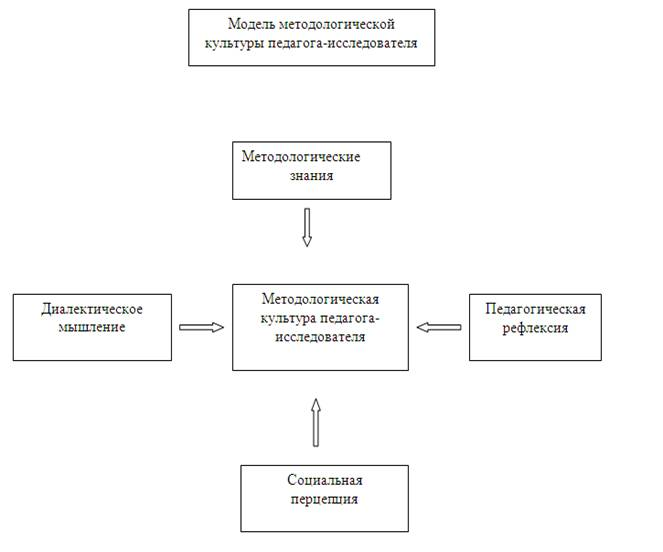 Модель методологической
культуры педагога-исследователя
Методологические
знания
Диалектическое
мышление
Методологическая
культура педагога-
исследователя
Педагогическая
рефлексия
Социальная
перцепция